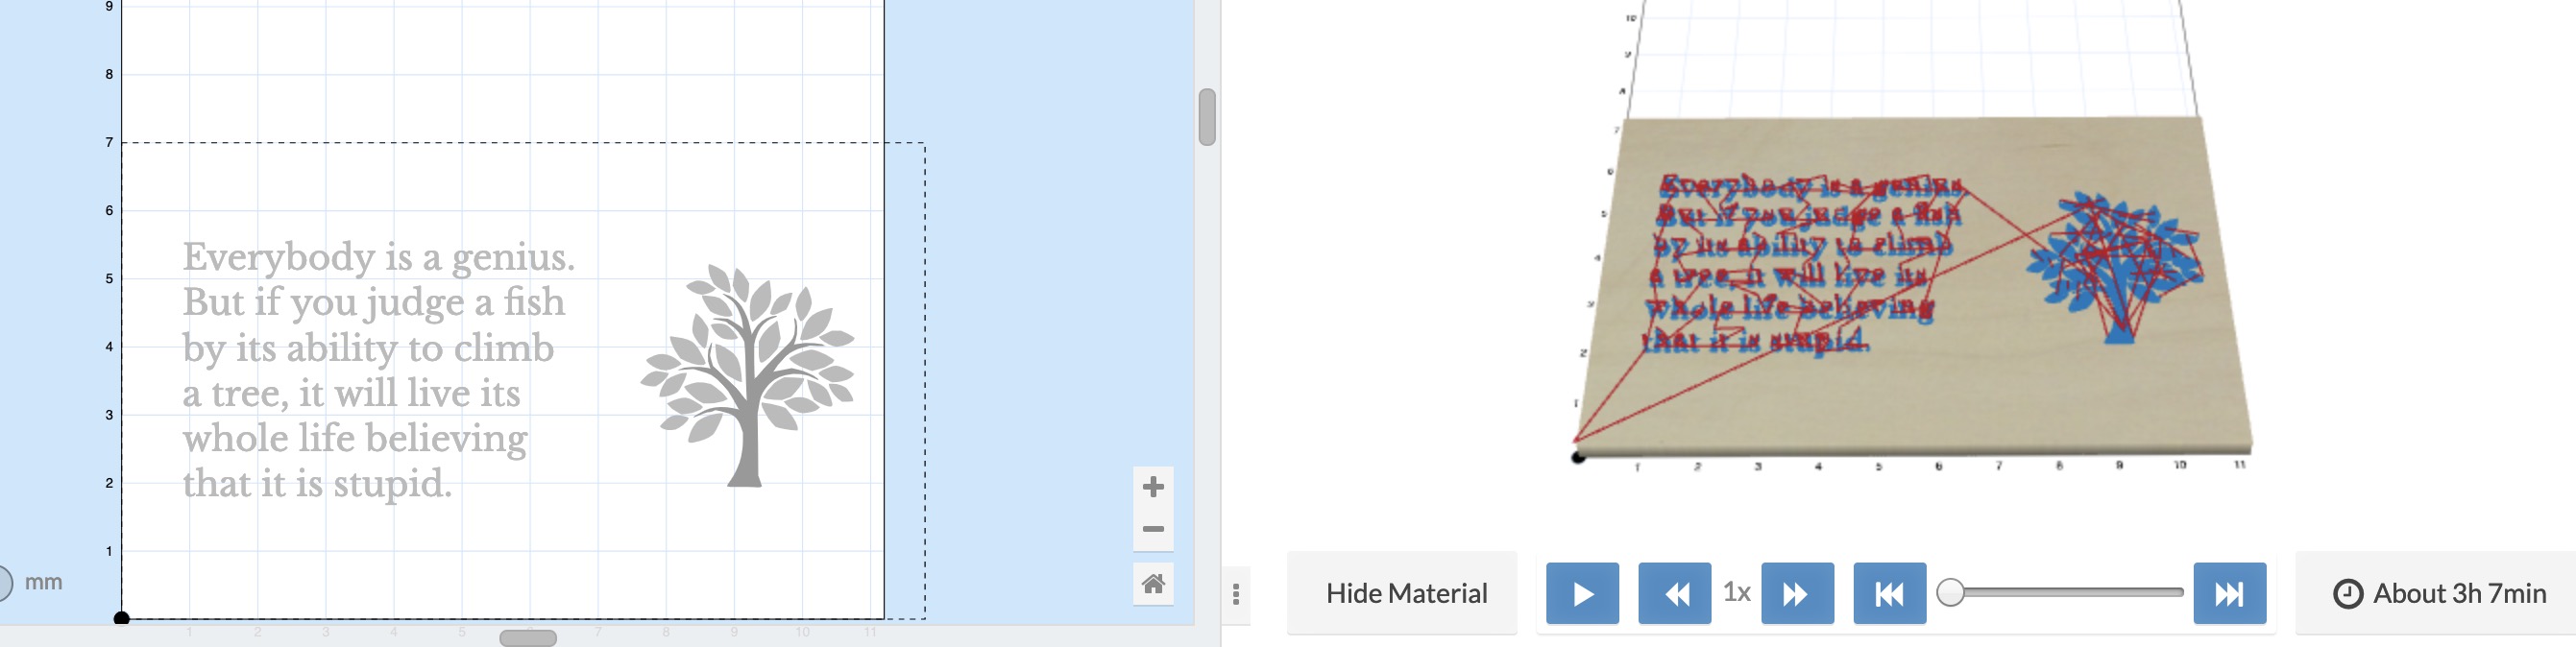 9
8
7
6
5
4
3
2
1
mm
Everybody is a genius.
But if you judge a fish
by its ability to climb
a tree, it will live its
whole life believing
that it is stupid.
1 2 3 4 5 7 8 9 10 11
10
9
8
7
6
5
4
3
2
1
Everybody is a genius.
But if you judge a fish
by its ability to climb
a tree, it will live its
whole life believing
that it is stupid.
1 2 3 4 5 6 7 8 9 10 11
Hide Material
1x
About 3h 7min